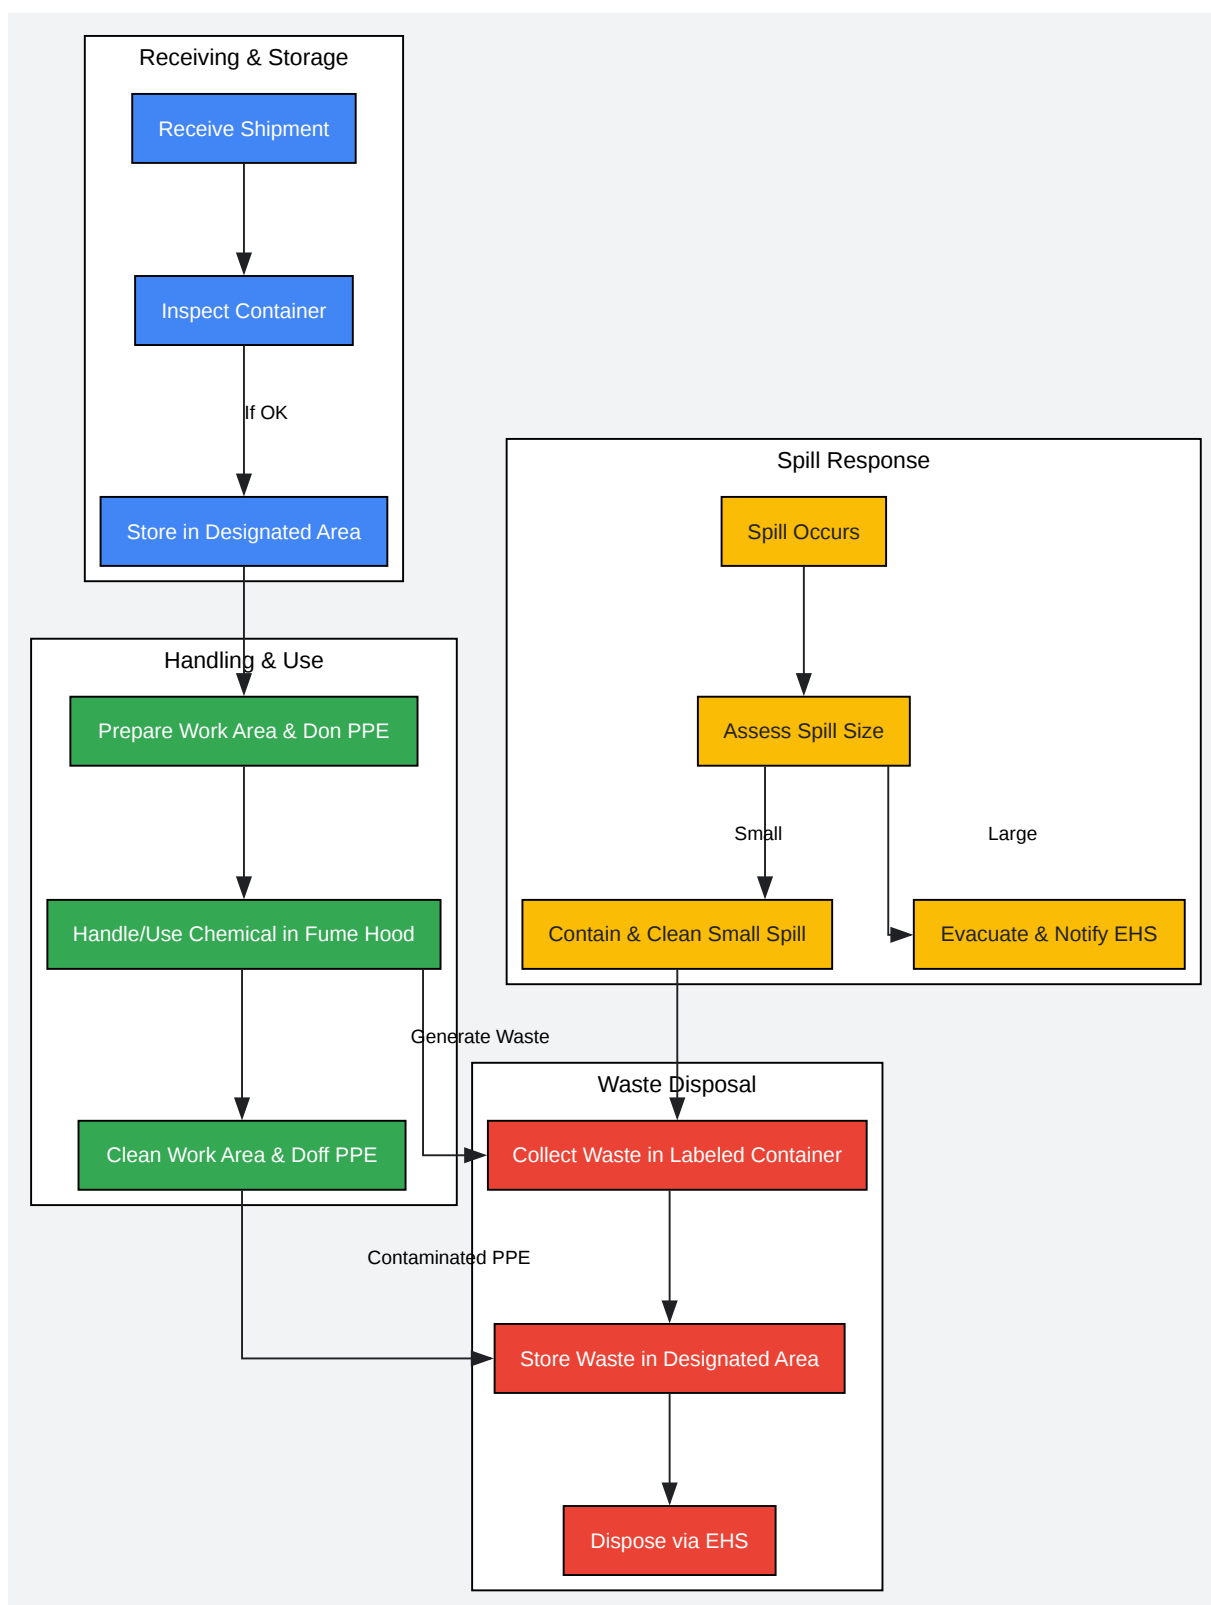 Receiving & Storage
Receive Shipment
Inspect Container
If OK
Store in Designated Area
Handling & Use
Prepare Work Area & Don PPE
Handle/Use Chemical in Fume Hood
Generate Waste
Clean Work Area & Doff PPE
Contaminated PPE
Spill Response
Spill Occurs
Assess Spill Size
Small
Large
Contain & Clean Small Spill
Evacuate & Notify EHS
Waste Disposal
Collect Waste in Labeled Container
Store Waste in Designated Area
Dispose via EHS